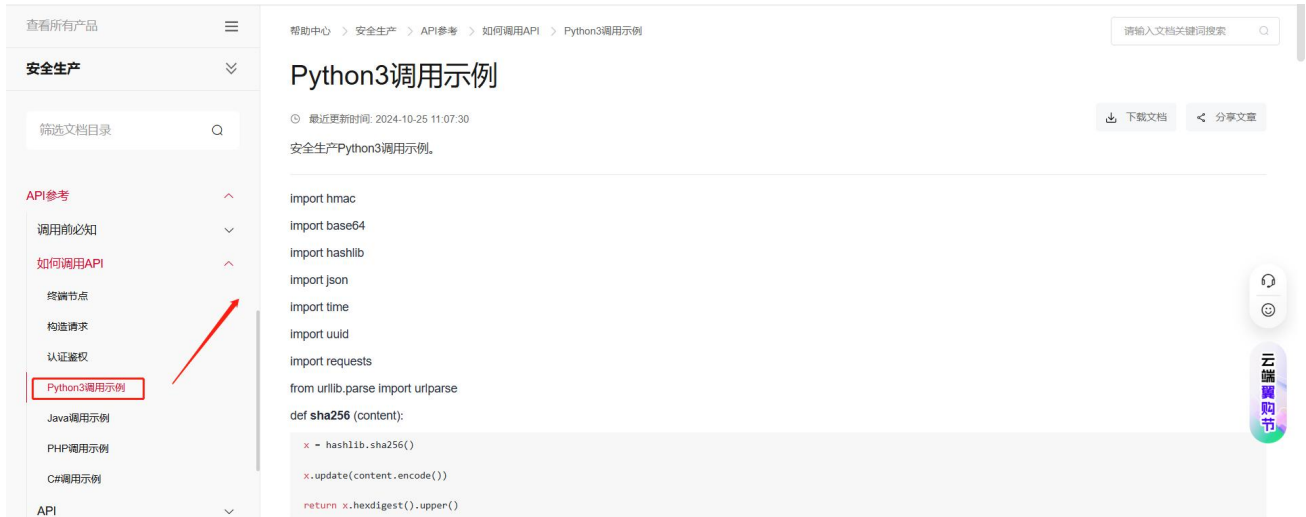 查看所有产品
安全生产
筛选文档目录
API参考
调用前必知
如何调用API
终端节点
构造请求
认证鉴权
Python3调用示例
Java调用示例
PHP调用示例
C#调用示例
API
帮助中心 > 安全生产 > API参考 > 如何调用API > Python3调用示例
请输入文档关键词搜索
Python3调用示例
最近更新时间: 2024-10-25 11:07:30
下载文档
分享文章
安全生产Python3调用示例。
import hmac
import base64
import hashlib
import json
import time
import uuid
import requests
from urllib.parse import urlparse
def sha256 (content):
x = hashlib.sha256()
x.update(content.encode())
return x.hexdigest().upper()
云端翼购节